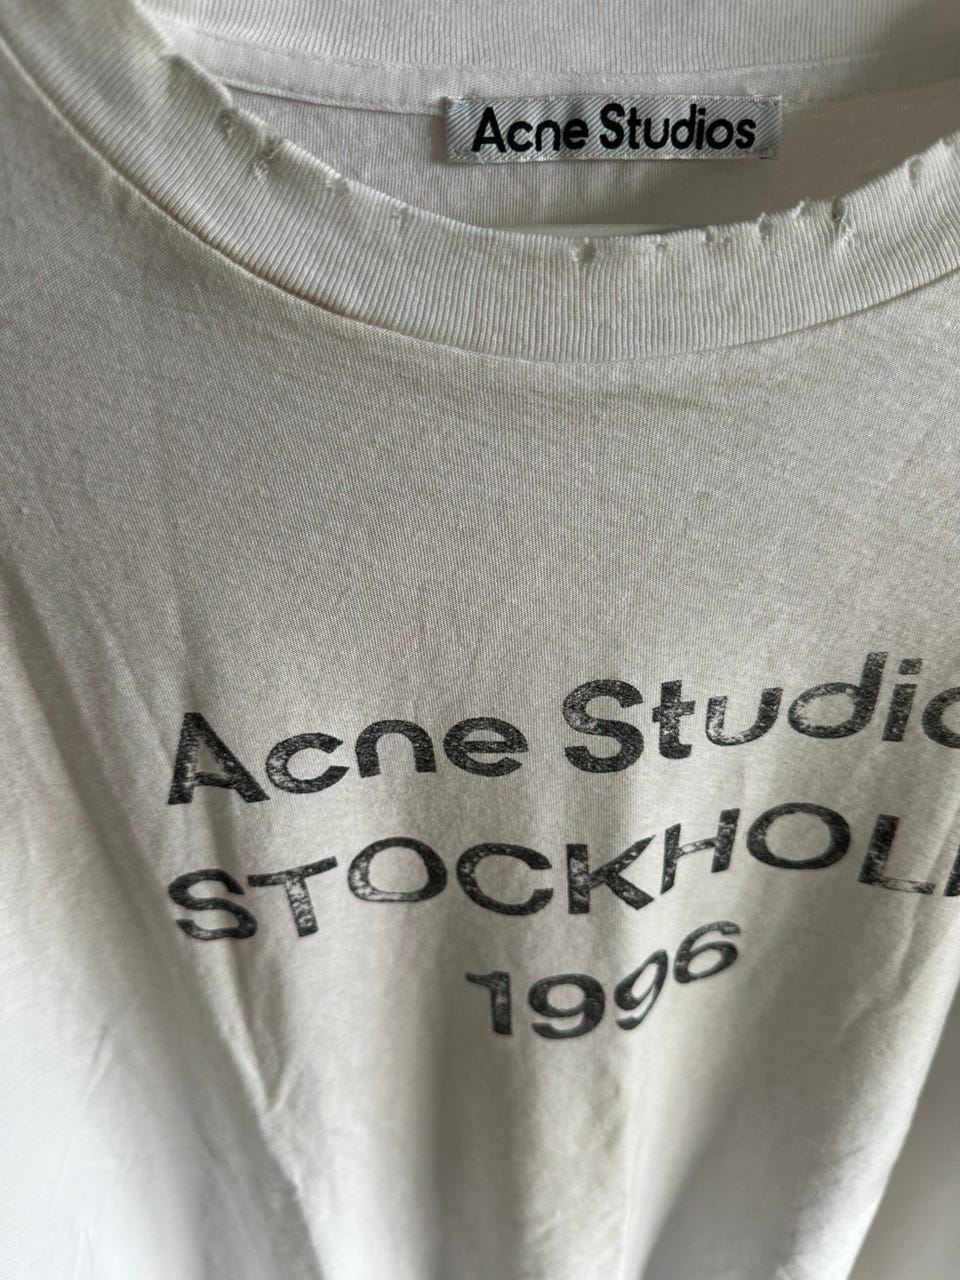 Acne Studios
Acne Studio
STOCKHOL
1996